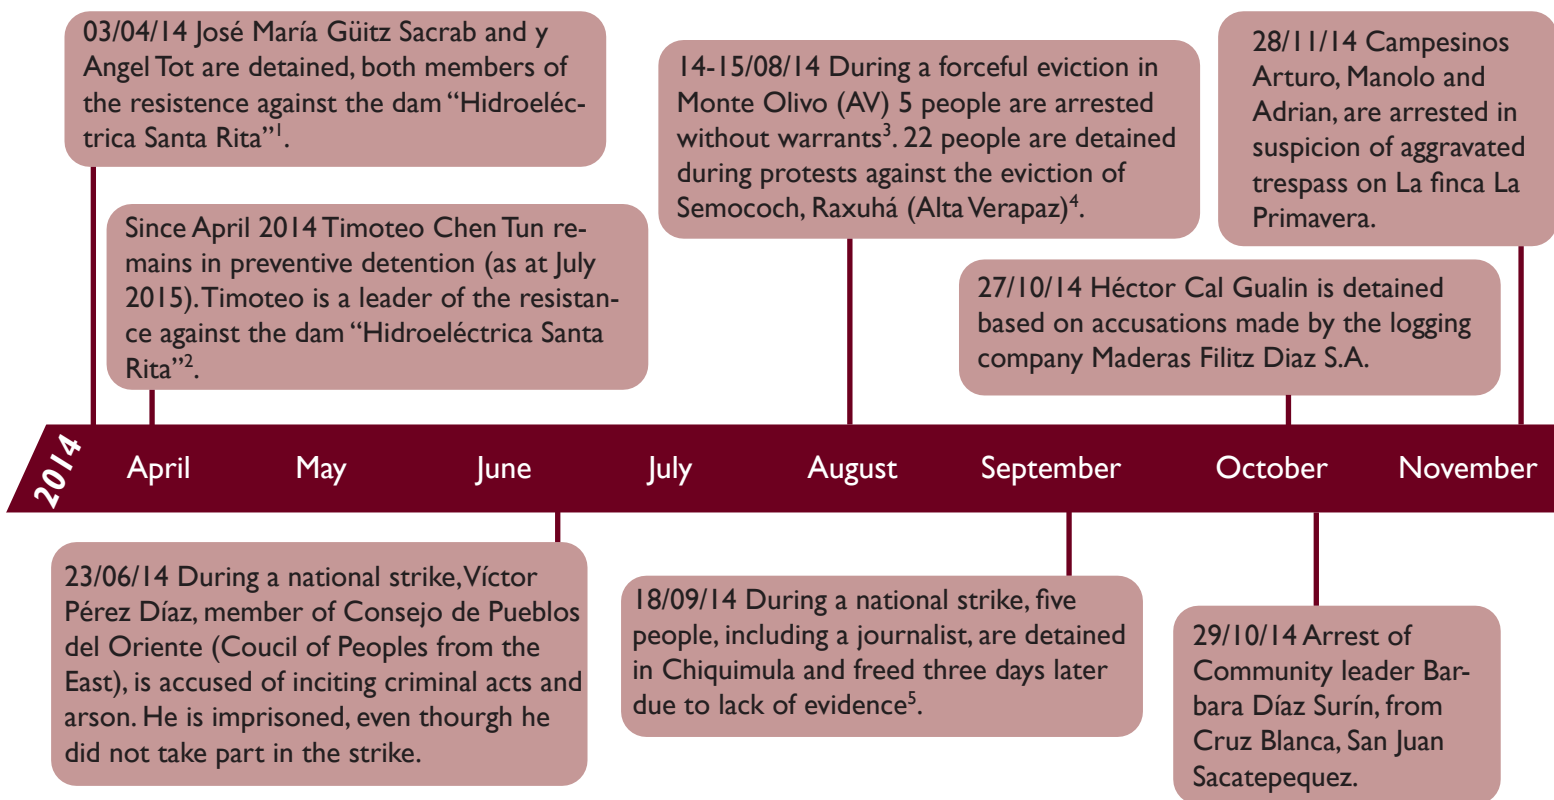 03/04/14 José María Güitz Sacrab and y
Angel Tot are detained, both members of
the resistence against the dam “Hidroeléc-
trica Santa Rita”1.
Since April 2014 Timoteo Chen Tun re-
mains in preventive detention (as at July
2015). Timoteo is a leader of the resistan-
ce against the dam “Hidroeléctrica Santa
Rita”2.
14-15/08/14 During a forceful eviction in
Monte Olivo (AV) 5 people are arrested
without warrants3. 22 people are detained
during protests against the eviction of
Semococh, Raxuhá (Alta Verapaz)4.
28/11/14 Campesinos
Arturo, Manolo and
Adrian, are arrested in
suspicion of aggravated
trespass on La finca La
Primavera.
27/10/14 Héctor Cal Gualin is detained
based on accusations made by the logging
company Maderas Filitz Diaz S.A.
2014
April May June July August September October November
23/06/14 During a national strike, Víctor
Pérez Díaz, member of Consejo de Pueblos
del Oriente (Coucil of Peoples from the
East), is accused of inciting criminal acts and
arson. He is imprisoned, even thourgh he
did not take part in the strike.
18/09/14 During a national strike, five
people, including a journalist, are detained
in Chiquimula and freed three days later
due to lack of evidence5.
29/10/14 Arrest of
Community leader Bar-
bara Díaz Surín, from
Cruz Blanca, San Juan
Sacatepequez.